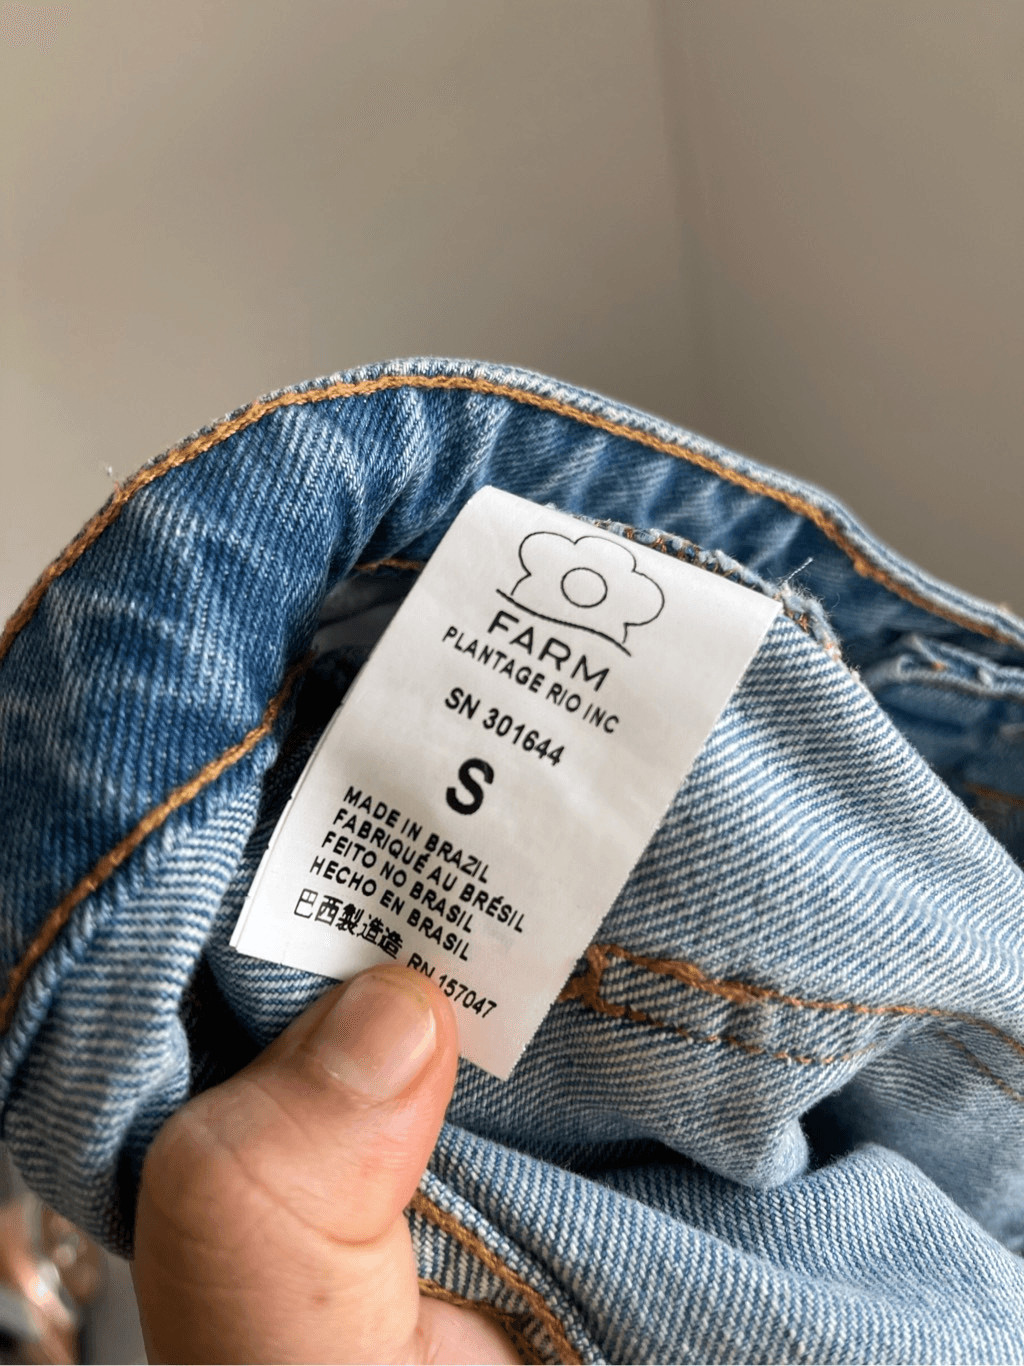 FARM
PLANTAGE RIO INC
SN 301644
S
MADE IN BRAZIL
FABRIQUÉ AU BRÉSIL
FEITO NO BRASIL
HECHO EN BRASIL
巴西製造造 RN 157047